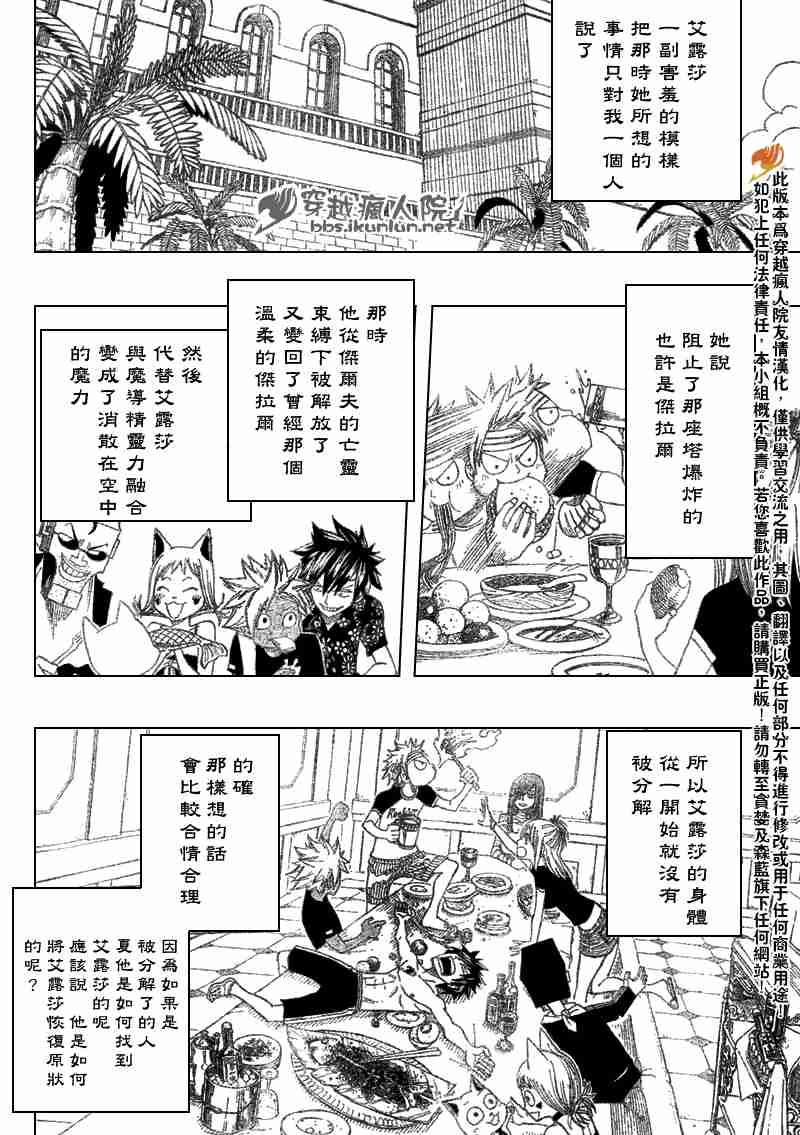 艾露莎
一副害羞的模樣
把那時她所想的
事情只對我一個人
說了
穿越瘋人院
bbs.ikunlun.net
她說
阻止了那座塔爆炸的
也許是傑拉爾
那時
他從傑爾夫的亡靈
束縛下被解放了
又變回了曾經那個
溫柔的傑拉爾
然後
代替艾露莎
與魔導精靈力融合
變成了消散在空中
的魔力
所以艾露莎的身體
從一開始就沒有
被分解
的確
那樣想的話
會比較合情合理
因為如果是
被分解了的人
夏他是如何找到
艾露莎的呢
應該說 他是如何
將艾露莎恢復原狀
的呢？
此版本爲穿越瘋人院友情漢化，僅供學習交流之用，其圖、翻譯以及任何部分不得進行修改或用于任何商業用途！
如犯上任何法律責任，本小組概不負責。若您喜歡此作品，請購買正版！請勿轉至貪婪及森藍旗下任何網站！